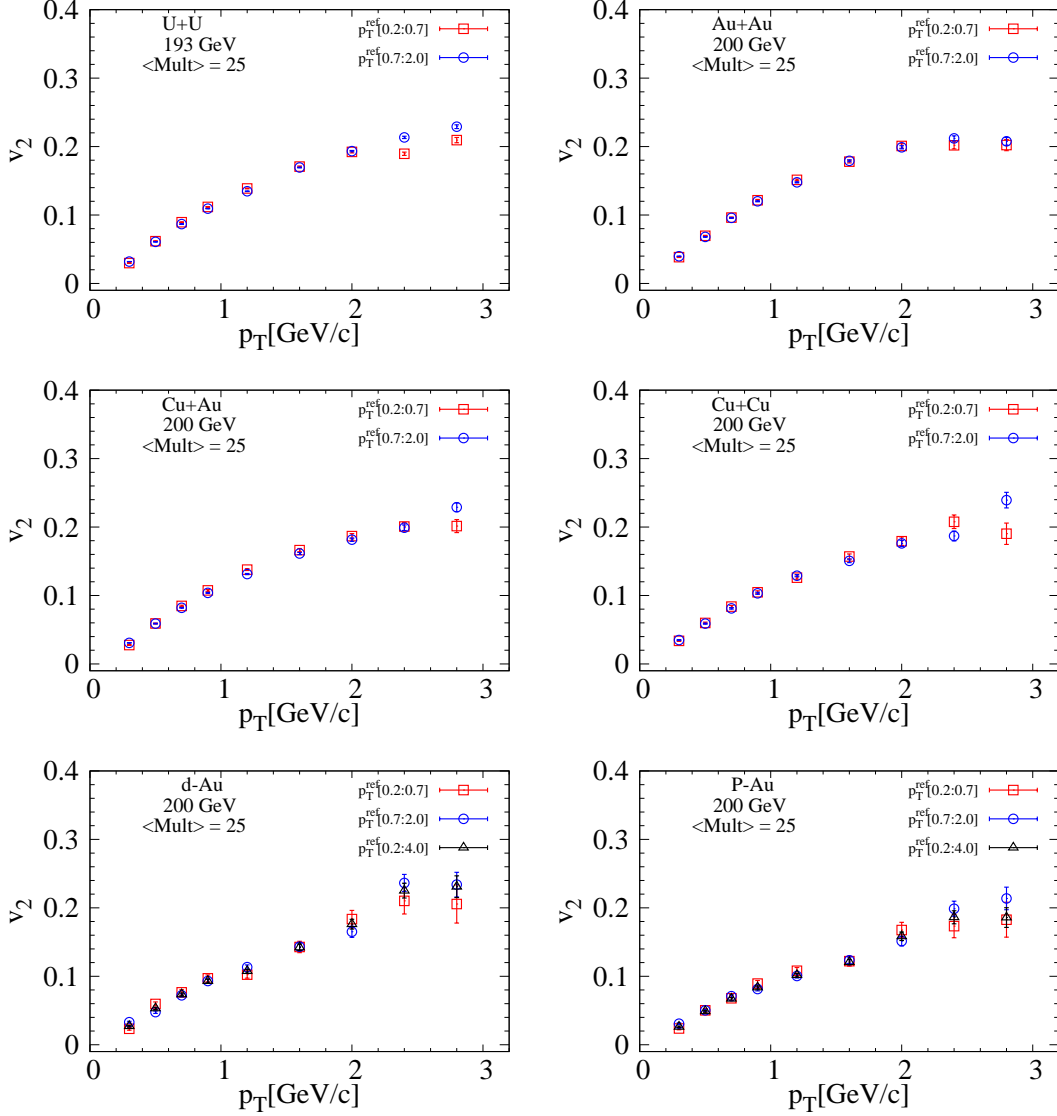 U+U
193 GeV
<Mult> = 25
p_T^ref[0.2:0.7]
p_T^ref[0.7:2.0]
v_2
0.4
0.3
0.2
0.1
0
0 1 2 3
p_T[GeV/c]
Au+Au
200 GeV
<Mult> = 25
p_T^ref[0.2:0.7]
p_T^ref[0.7:2.0]
v_2
0.4
0.3
0.2
0.1
0
0 1 2 3
p_T[GeV/c]
Cu+Au
200 GeV
<Mult> = 25
p_T^ref[0.2:0.7]
p_T^ref[0.7:2.0]
v_2
0.4
0.3
0.2
0.1
0
0 1 2 3
p_T[GeV/c]
Cu+Cu
200 GeV
<Mult> = 25
p_T^ref[0.2:0.7]
p_T^ref[0.7:2.0]
v_2
0.4
0.3
0.2
0.1
0
0 1 2 3
p_T[GeV/c]
d-Au
200 GeV
<Mult> = 25
p_T^ref[0.2:0.7]
p_T^ref[0.7:2.0]
p_T^ref[0.2:4.0]
v_2
0.4
0.3
0.2
0.1
0
0 1 2 3
p_T[GeV/c]
P-Au
200 GeV
<Mult> = 25
p_T^ref[0.2:0.7]
p_T^ref[0.7:2.0]
p_T^ref[0.2:4.0]
v_2
0.4
0.3
0.2
0.1
0
0 1 2 3
p_T[GeV/c]